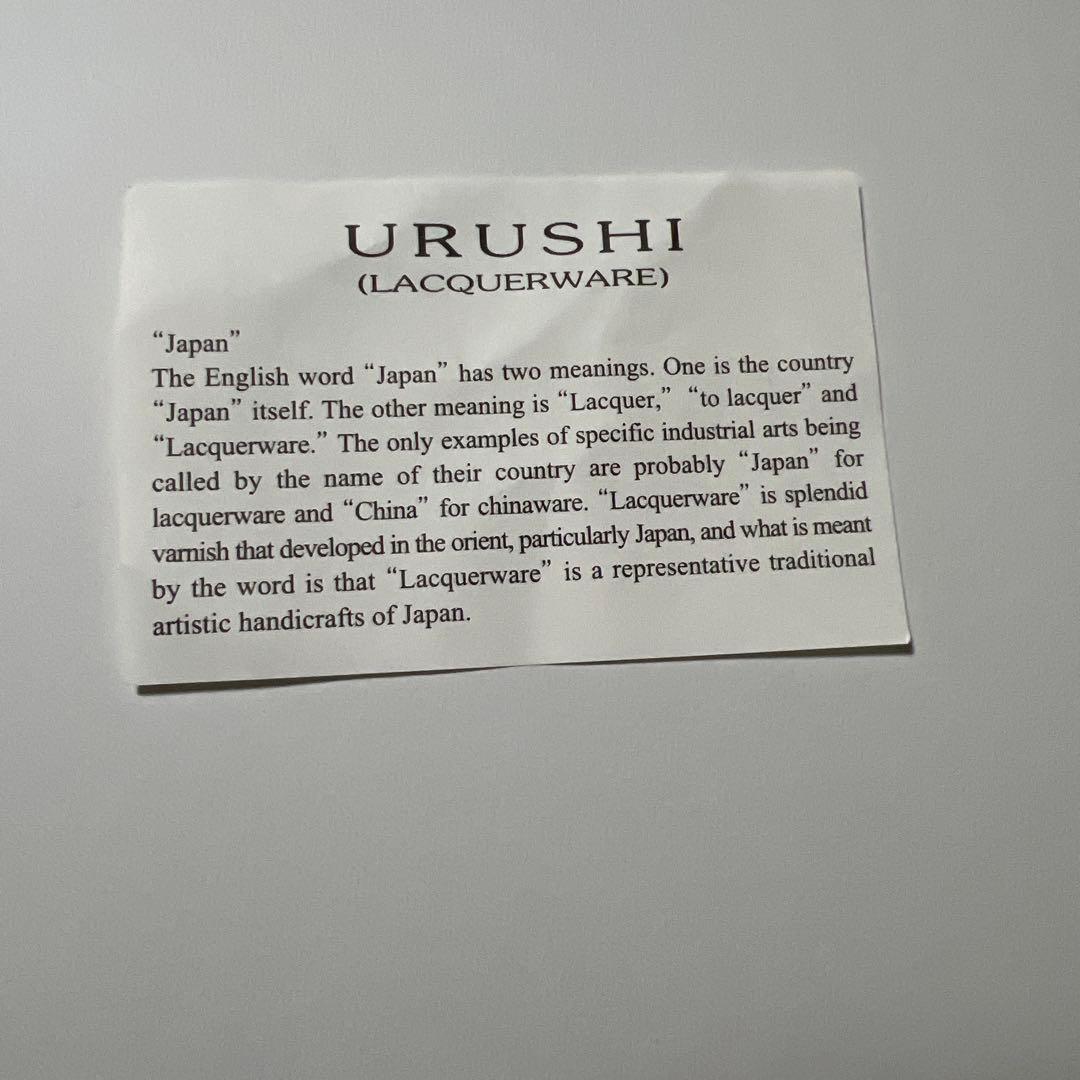 URUSHI
(LACQUERWARE)
“Japan”
The English word “Japan” has two meanings. One is the country
“Japan” itself. The other meaning is “Lacquer,” “to lacquer” and
“Lacquerware.” The only examples of specific industrial arts being
called by the name of their country are probably “Japan” for
lacquerware and “China” for chinaware. “Lacquerware” is splendid
varnish that developed in the orient, particularly Japan, and what is meant
by the word is that “Lacquerware” is a representative traditional
artistic handicrafts of Japan.